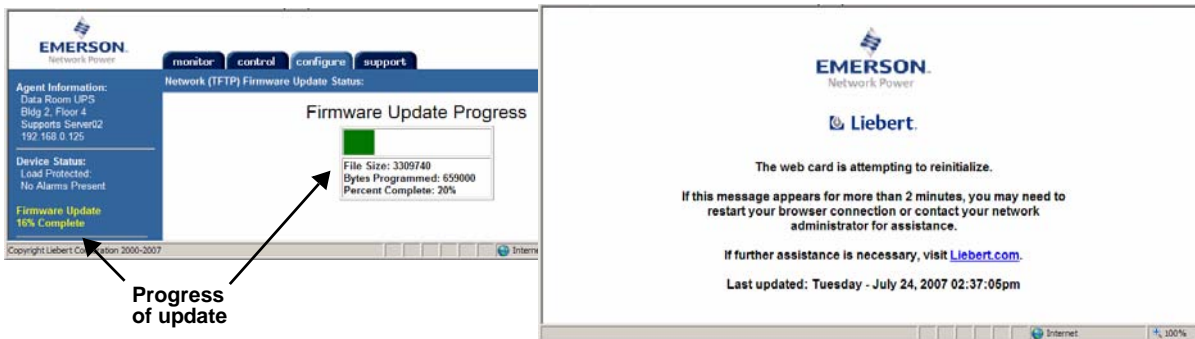 EMERSON.
Network Power
monitor control configure support
Network (TFTP) Firmware Update Status:
Agent Information:
Data Room UPS
Bldg 2, Floor 4
Supports Server02
192.168.0.125
Device Status:
Load Protected:
No Alarms Present
Firmware Update
16% Complete
Firmware Update Progress
File Size: 3309740
Bytes Programmed: 659000
Percent Complete: 20%
Copyright Liebert Corporation 2000-2007
Progress
of update
EMERSON.
Network Power
Liebert.
The web card is attempting to reinitialize.
If this message appears for more than 2 minutes, you may need to
restart your browser connection or contact your network
administrator for assistance.
If further assistance is necessary, visit Liebert.com.
Last updated: Tuesday - July 24, 2007 02:37:05pm
Internet
100%